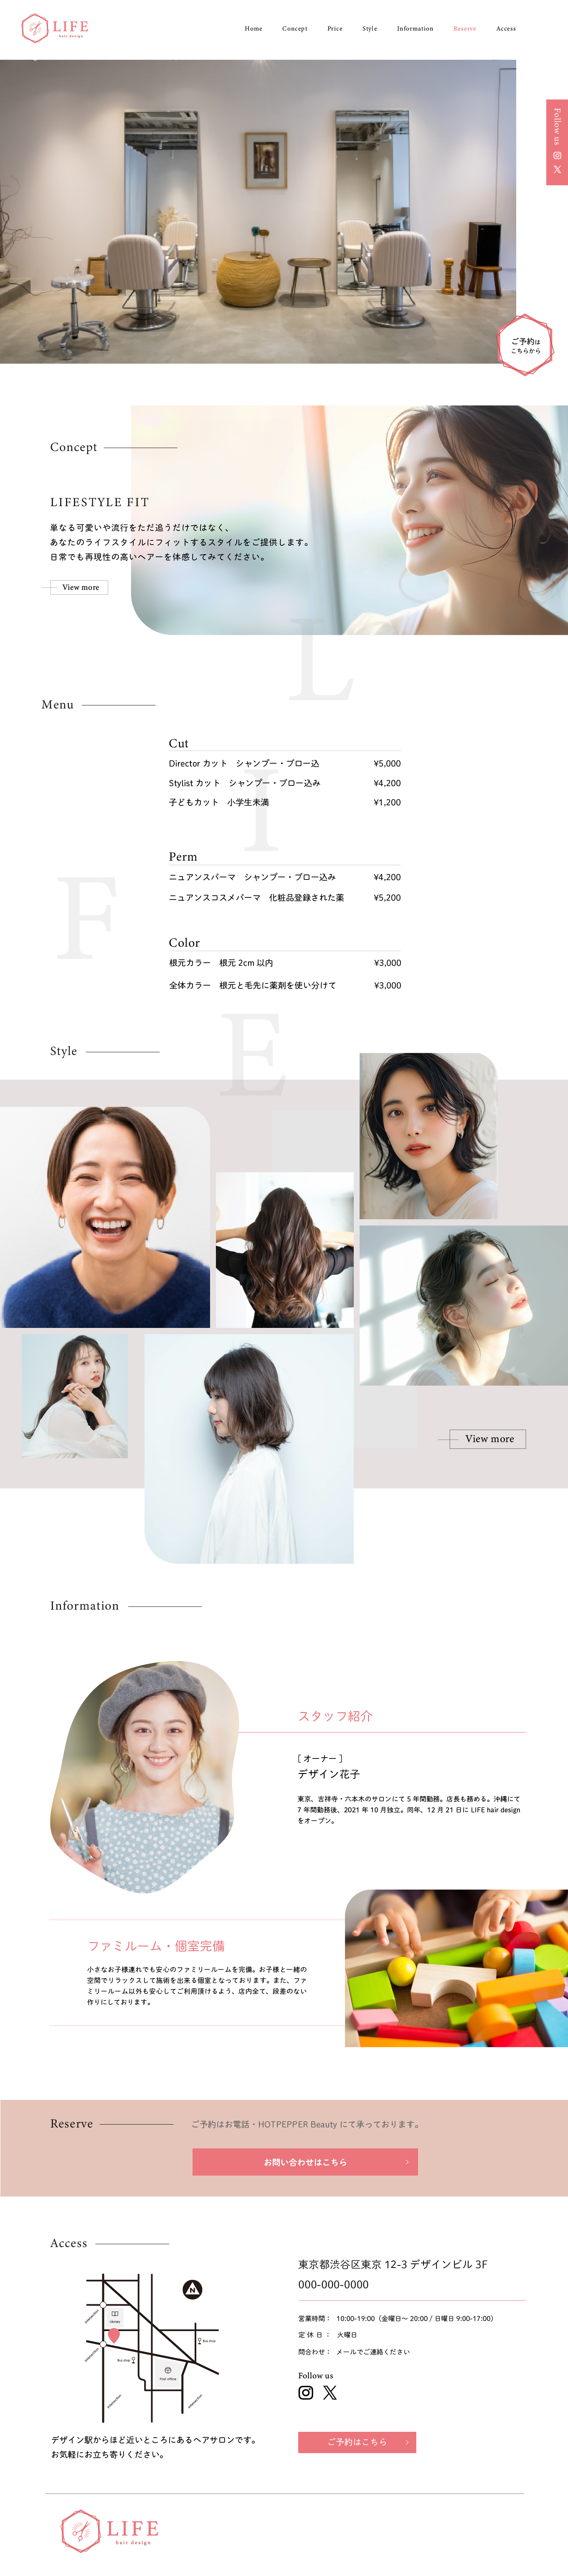 LIFE
hair design
Home Concept Price Style Information Reserve Access
Follow us
ご予約は
こちらから
Concept
LIFESTYLE FIT
単なる可愛いや流行をただ追うだけではなく、
あなたのライフスタイルにフィットするスタイルをご提供します。
日常でも再現性の高いヘアーを体感してみてください。
View more
L
Menu
Cut
Director カット　シャンプー・ブロー込 ¥5,000
Stylist カット　シャンプー・ブロー込み ¥4,200
子どもカット　小学生未満 ¥1,200
I
Perm
ニュアンスパーマ　シャンプー・ブロー込み ¥4,200
ニュアンスコスメパーマ　化粧品登録された薬 ¥5,200
F
Color
根元カラー　根元 2cm 以内 ¥3,000
全体カラー　根元と毛先に薬剤を使い分けて ¥3,000
E
Style
View more
Information
スタッフ紹介
[ オーナー ]
デザイン花子
東京、吉祥寺・六本木のサロンにて 5 年間勤務。店長も務める。沖縄にて
7 年間勤務後、2021 年 10 月独立。同年、12 月 21 日に LIFE hair design
をオープン。
ファミルーム・個室完備
小さなお子様連れでも安心のファミリールームを完備。お子様と一緒の
空間でリラックスして施術を出来る個室となっております。また、ファ
ミリールーム以外も安心してご利用頂けるよう、店内全て、段差のない
作りにしております。
Reserve
ご予約はお電話・HOTPEPPER Beauty にて承っております。
お問い合わせはこちら
Access
N
Library
Intersection
Bus stop
Intersection
Bus stop
Post office
Intersection
Intersection
デザイン駅からほど近いところにあるヘアサロンです。
お気軽にお立ち寄りください。
東京都渋谷区東京 12-3 デザインビル 3F
000-000-0000
営業時間： 10:00-19:00（金曜日〜 20:00 / 日曜日 9:00-17:00）
定 休 日 ： 火曜日
問合わせ： メールでご連絡ください
Follow us
ご予約はこちら
LIFE
hair design